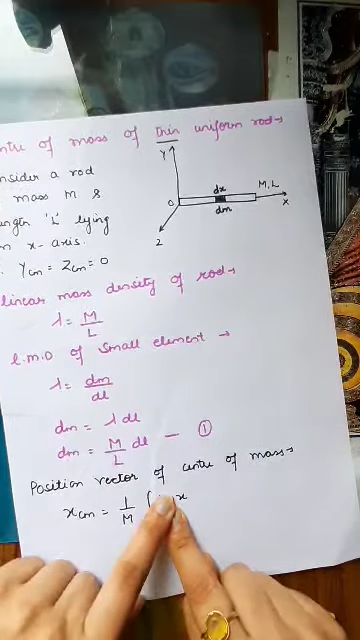 ntre of mass of thin uniform rod→
nsider a rod
mass M &
ength 'L' lying
n x-axis.
Ycm = Zcm = 0
Y
O
dx
dm
M, L
X
Z
linear mass density of rod→
λ = M/L
l.m.D of small element →
λ = dm/dl
dm = λ dl
dm = M/L dl — ①
Position vector of centre of mass→
xcm = 1/M ∫ x